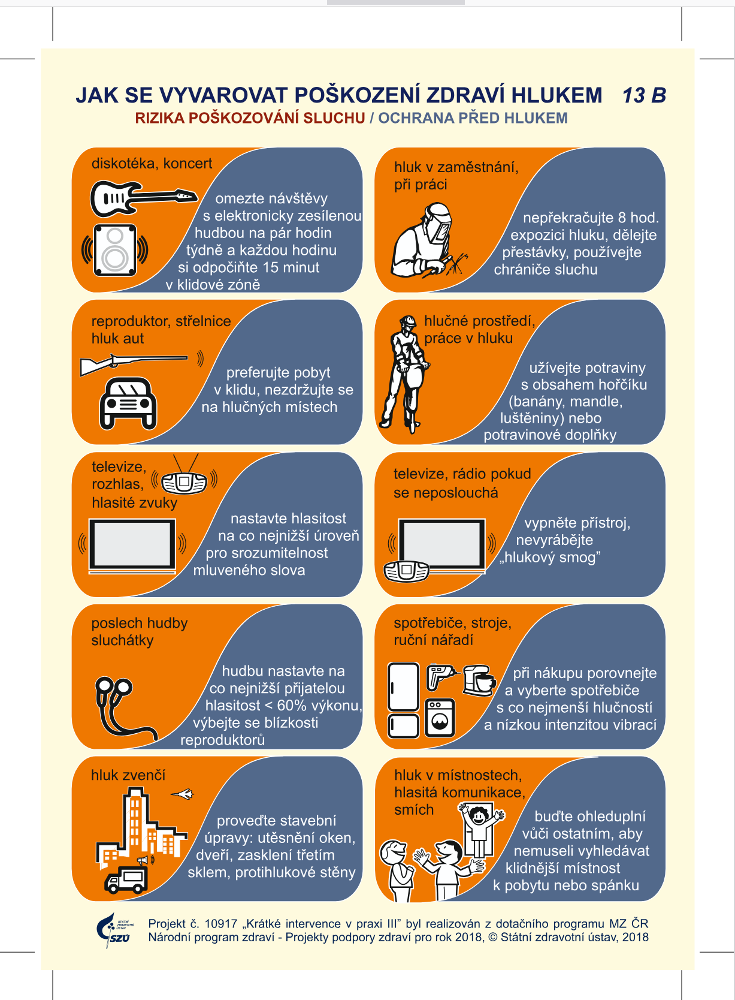 JAK SE VYVAROVAT POŠKOZENÍ ZDRAVÍ HLUKEM 13 B
RIZIKA POŠKOZOVÁNÍ SLUCHU / OCHRANA PŘED HLUKEM
diskotéka, koncert
omezte návštěvy
s elektronicky zesílenou
hudbou na pár hodin
týdně a každou hodinu
si odpočiňte 15 minut
v klidové zóně
hluk v zaměstnání,
při práci
nepřekračujte 8 hod.
expozici hluku, dělejte
přestávky, používejte
chrániče sluchu
reproduktor, střelnice
hluk aut
preferujte pobyt
v klidu, nezdržujte se
na hlučných místech
hlučné prostředí,
práce v hluku
užívejte potraviny
s obsahem hořčíku
(banány, mandle,
luštěniny) nebo
potravinové doplňky
televize,
rozhlas,
hlasité zvuky
nastavte hlasitost
na co nejnižší úroveň
pro srozumitelnost
mluveného slova
televize, rádio pokud
se neposlouchá
vypněte přístroj,
nevyrábějte
„hlukový smog”
poslech hudby
sluchátky
hudbu nastavte na
co nejnižší přijatelou
hlasitost < 60% výkonu,
výbejte se blízkosti
reproduktorů
spotřebiče, stroje,
ruční nářadí
při nákupu porovnejte
a vyberte spotřebiče
s co nejmenší hlučností
a nízkou intenzitou vibrací
hluk zvenčí
proveďte stavební
úpravy: utěsnění oken,
dveří, zasklení třetím
sklem, protihlukové stěny
hluk v místnostech,
hlasitá komunikace,
smích
buďte ohleduplní
vůči ostatním, aby
nemuseli vyhledávat
klidnější místnost
k pobytu nebo spánku
STÁTNÍ
ZDRAVOTNÍ
ÚSTAV
SZÚ
Projekt č. 10917 „Krátké intervence v praxi III” byl realizován z dotačního programu MZ ČR
Národní program zdraví - Projekty podpory zdraví pro rok 2018, © Státní zdravotní ústav, 2018